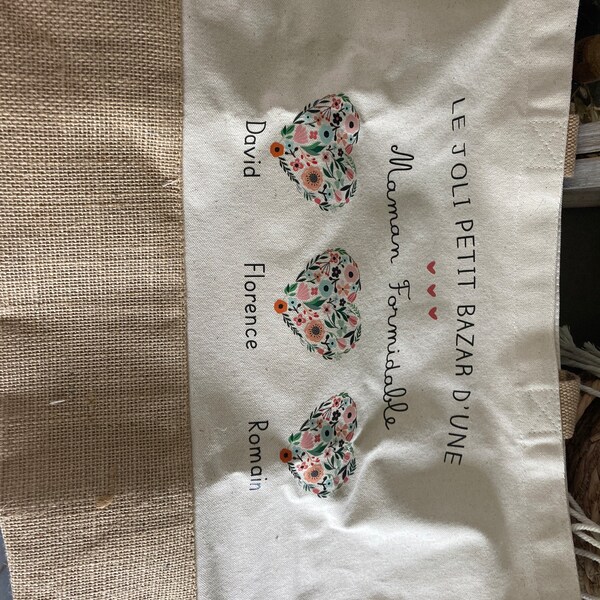 LE JOLI PETIT BAZAR D'UNE
Maman Formidable
David
Florence
Romain